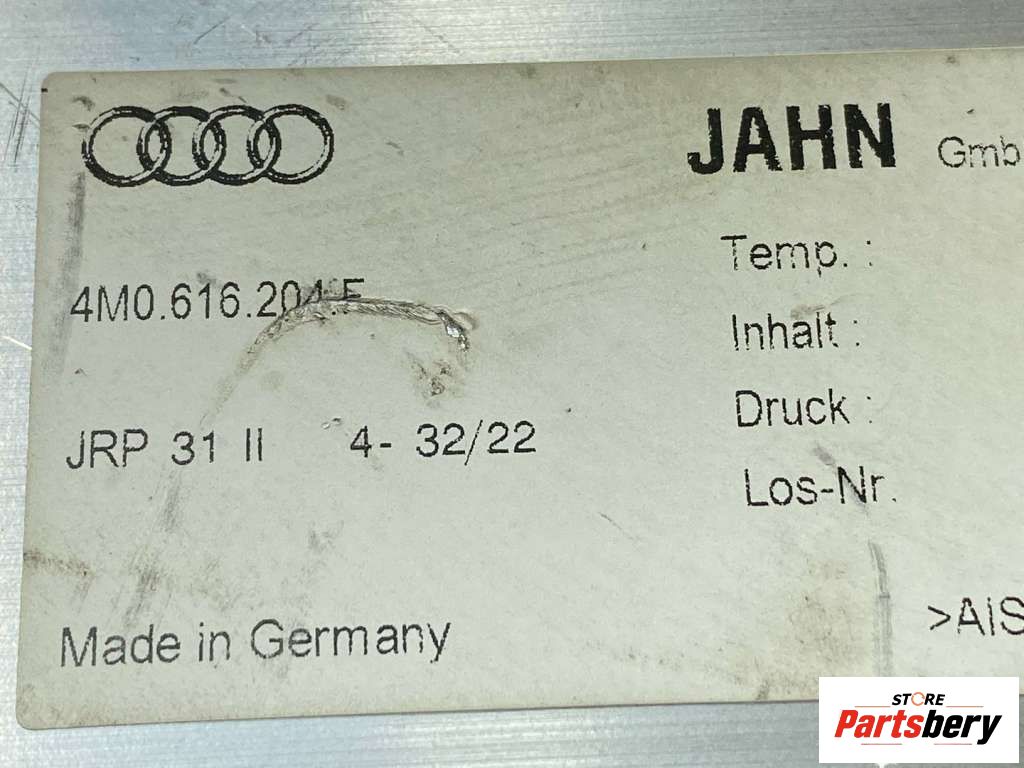 JAHN Gmb
Temp. :
4M0.616.204.F
Inhalt :
Druck :
JRP 31 II 4- 32/22
Los-Nr.
>AlS
Made in Germany
STORE
Partsbery